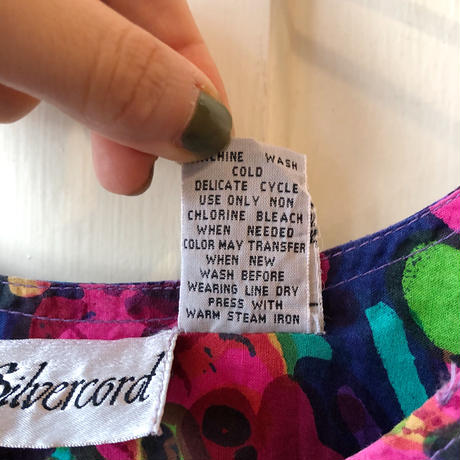 MACHINE WASH
COLD
DELICATE CYCLE
USE ONLY NON
CHLORINE BLEACH
WHEN NEEDED
COLOR MAY TRANSFER
WHEN NEW
WASH BEFORE
WEARING LINE DRY
PRESS WITH
WARM STEAM IRON
Silvercord